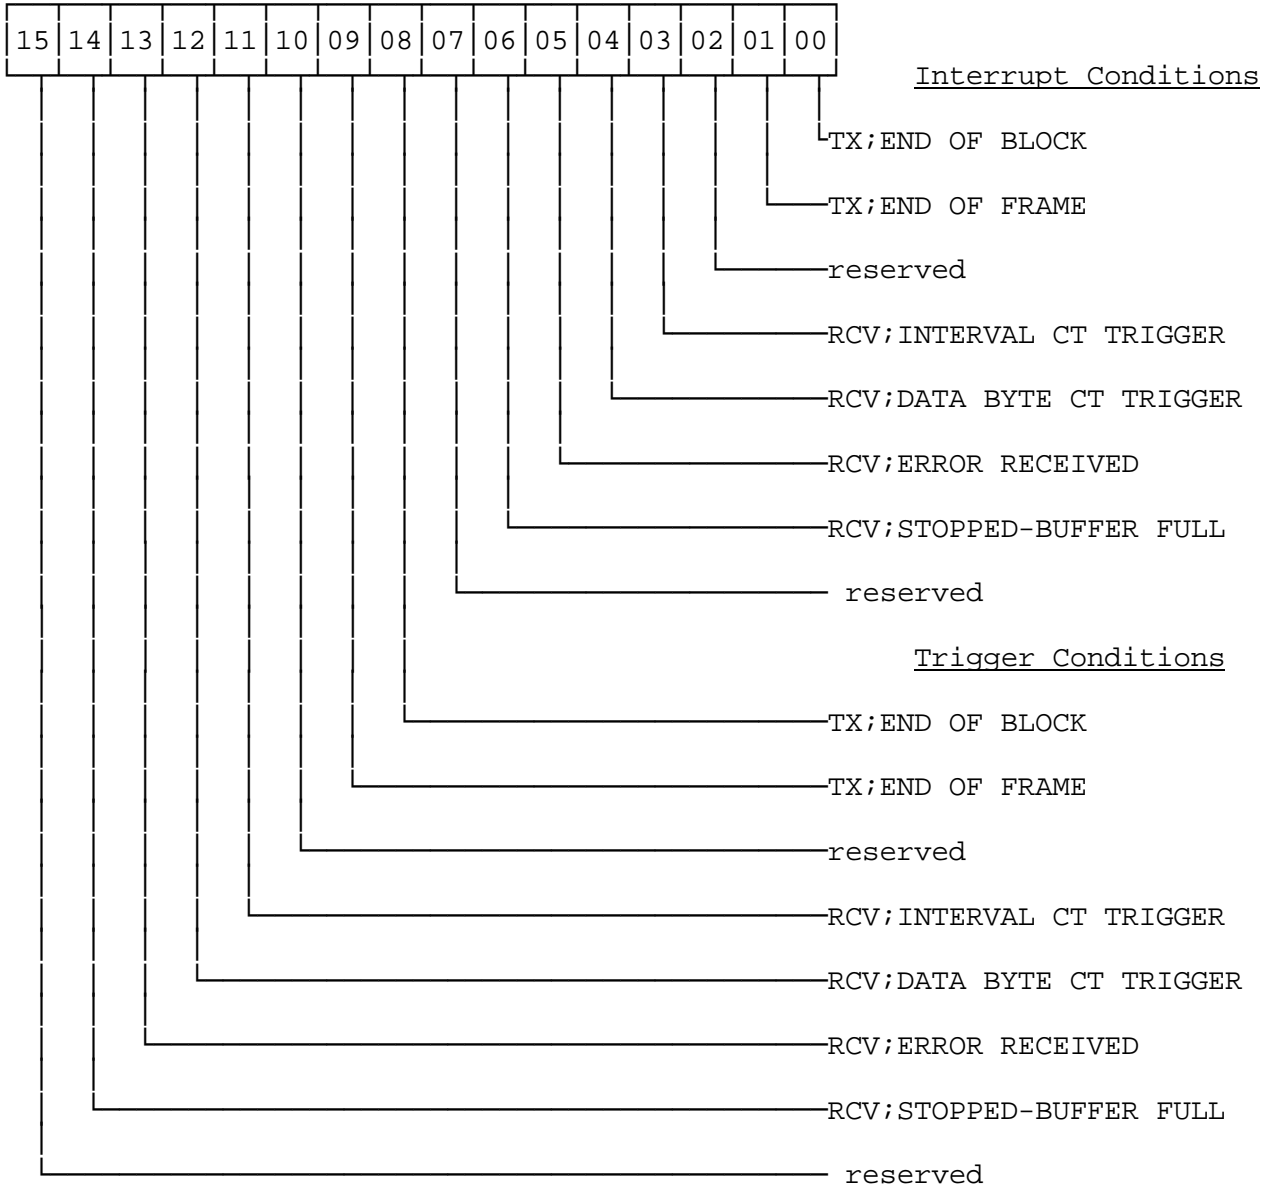 15 14 13 12 11 10 09 08 07 06 05 04 03 02 01 00
Interrupt Conditions
TX;END OF BLOCK
TX;END OF FRAME
reserved
RCV;INTERVAL CT TRIGGER
RCV;DATA BYTE CT TRIGGER
RCV;ERROR RECEIVED
RCV;STOPPED-BUFFER FULL
reserved
Trigger Conditions
TX;END OF BLOCK
TX;END OF FRAME
reserved
RCV;INTERVAL CT TRIGGER
RCV;DATA BYTE CT TRIGGER
RCV;ERROR RECEIVED
RCV;STOPPED-BUFFER FULL
reserved